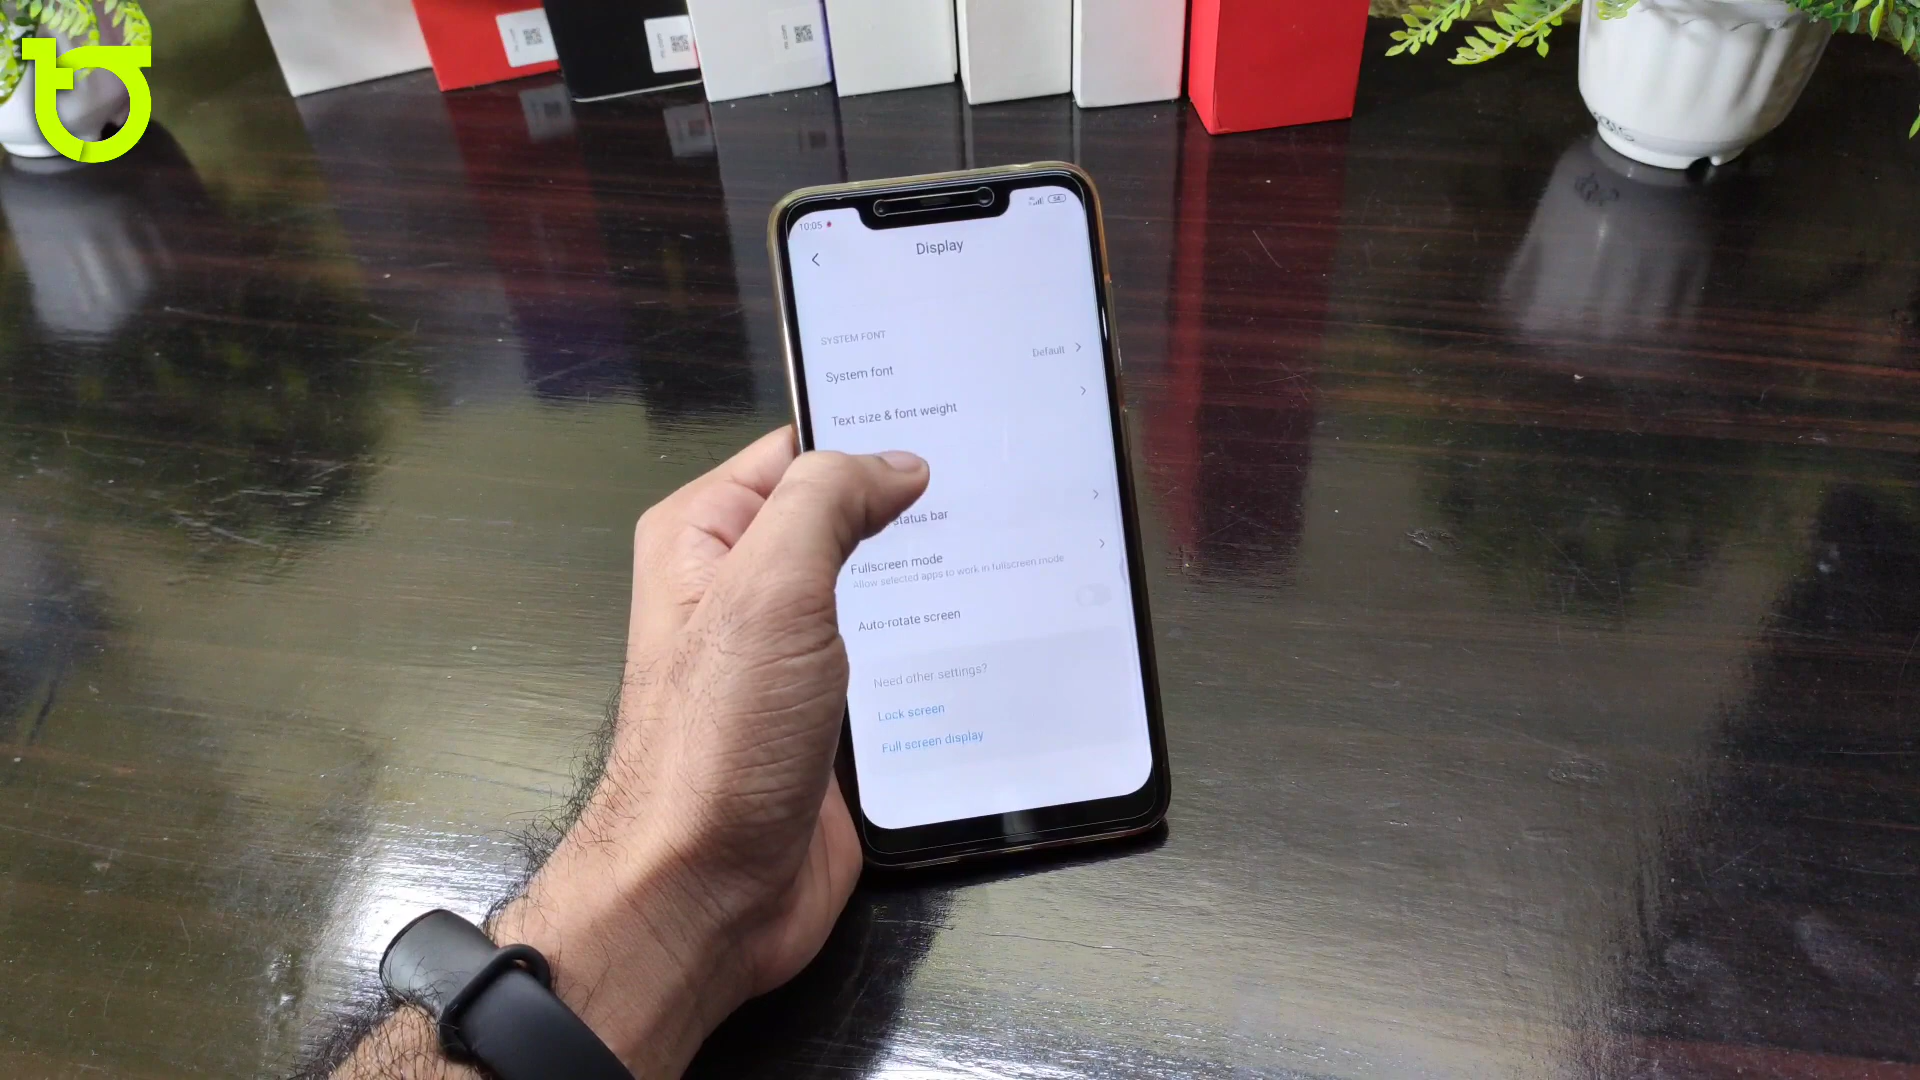 10:05
Display
SYSTEM FONT
System font
Default
Text size & font weight
status bar
Fullscreen mode
Allow selected apps to work in fullscreen mode
Auto-rotate screen
Need other settings?
Lock screen
Full screen display